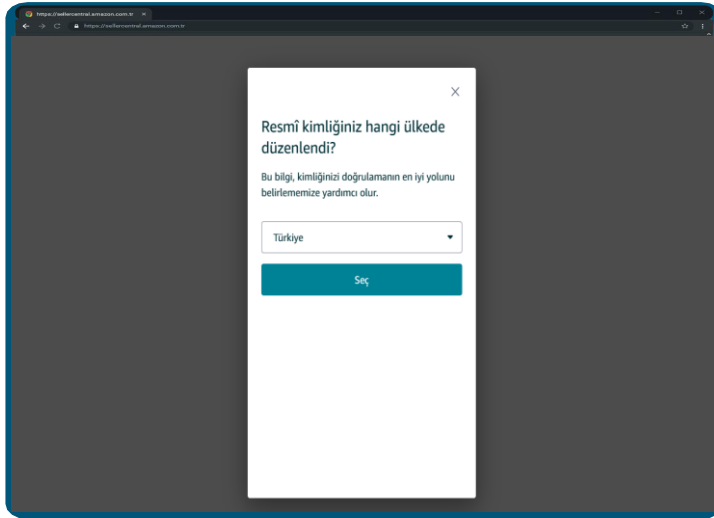 https://sellercentral.amazon.com.tr
https://sellercentral.amazon.com.tr
Resmî kimliğiniz hangi ülkede
düzenlendi?
Bu bilgi, kimliğinizi doğrulamanın en iyi yolunu
belirlememize yardımcı olur.
Türkiye
Seç